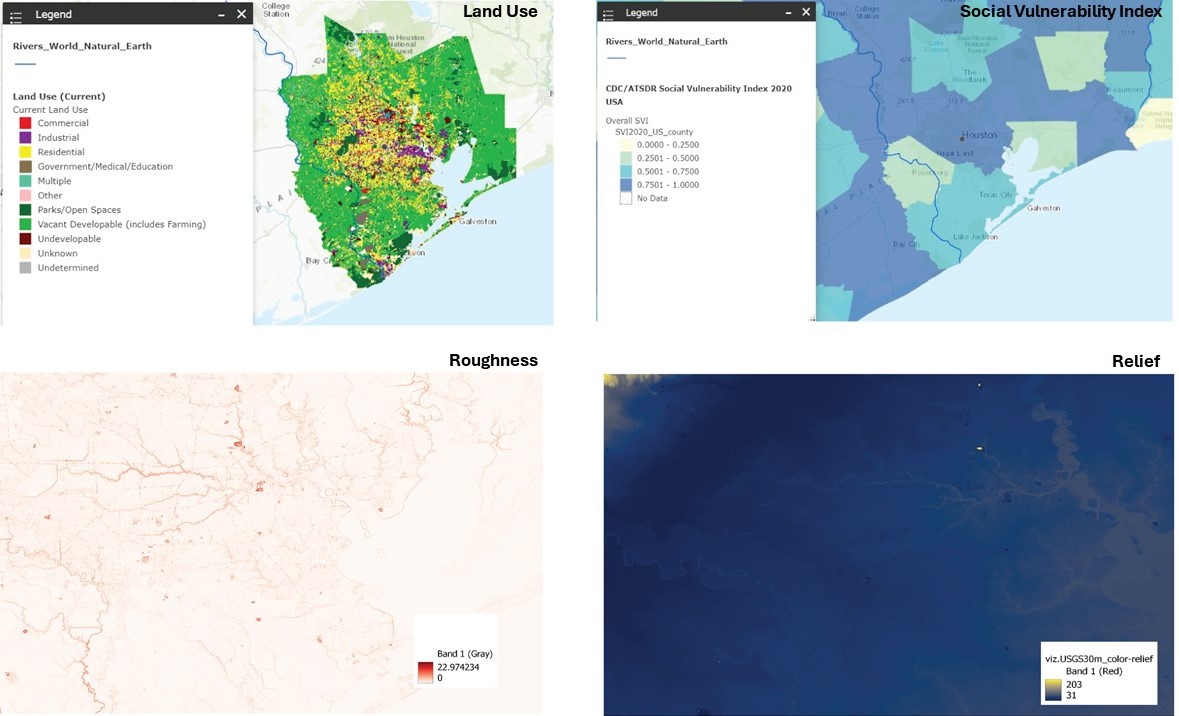 Land Use
Legend
Rivers_World_Natural_Earth
Land Use (Current)
Current Land Use
Commercial
Industrial
Residential
Government/Medical/Education
Multiple
Other
Parks/Open Spaces
Vacant Developable (includes Farming)
Undevelopable
Unknown
Undetermined
College
Station
Sam Houston
National
Forest
424
P L A I
Galveston
Bay C
Social Vulnerability Index
Legend
Rivers_World_Natural_Earth
CDC/ATSDR Social Vulnerability Index 2020
USA
Overall SVI
SVI2020_US_county
0.0000 - 0.2500
0.2501 - 0.5000
0.5001 - 0.7500
0.7501 - 1.0000
No Data
Bryan
College
Station
Lake
Conroe
Sam Houston
National
Forest
The
Woodlands
Beaumont
Houston
Sugar Land
Rosenberg
Texas City
Galveston
Lake Jackson
Bay City
Roughness
Band 1 (Gray)
22.974234
0
Relief
viz.USGS30m_color-relief
Band 1 (Red)
203
31